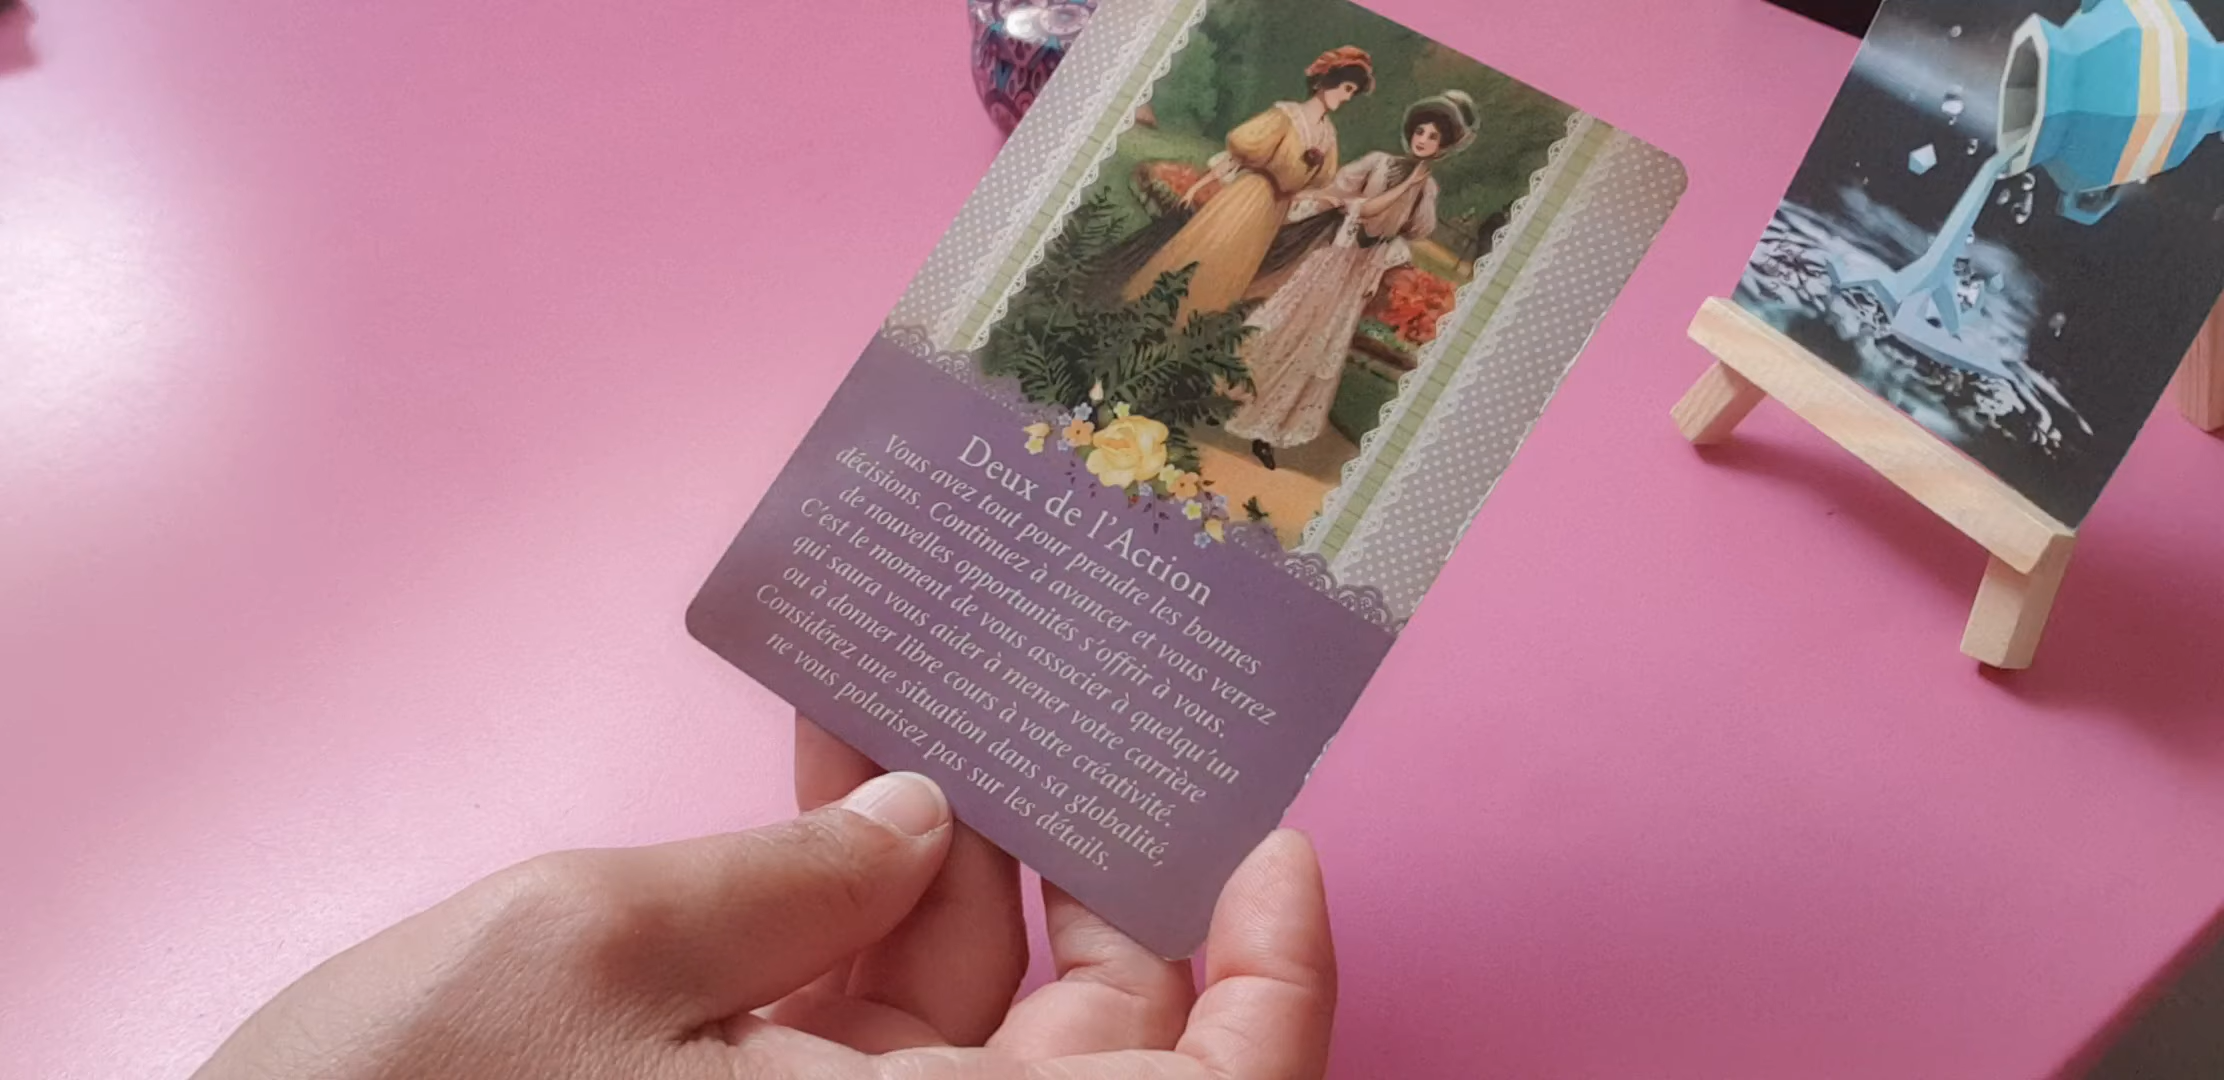 Deux de l'Action
Vous avez tout pour prendre les bonnes
décisions. Continuez à avancer et vous verrez
de nouvelles opportunités s'offrir à vous.
C'est le moment de vous associer à quelqu'un
qui saura vous aider à mener votre carrière
ou à donner libre cours à votre créativité.
Considérez une situation dans sa globalité,
ne vous polarisez pas sur les détails.